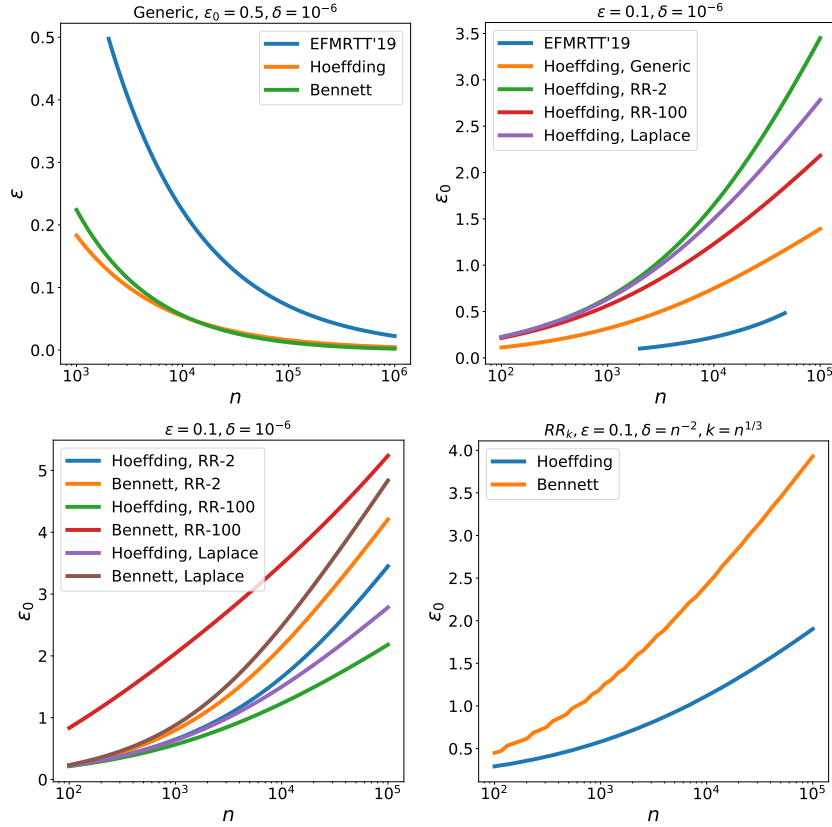 Generic, ε₀ = 0.5, δ = 10⁻⁶
0.5
0.4
0.3
0.2
0.1
0.0
ε
EFMRTT'19
Hoeffding
Bennett
10³ 10⁴ 10⁵ 10⁶
n
ε = 0.1, δ = 10⁻⁶
3.5
3.0
2.5
2.0
1.5
1.0
0.5
0.0
ε₀
EFMRTT'19
Hoeffding, Generic
Hoeffding, RR-2
Hoeffding, RR-100
Hoeffding, Laplace
10² 10³ 10⁴ 10⁵
n
ε = 0.1, δ = 10⁻⁶
5
4
3
2
1
0
ε₀
Hoeffding, RR-2
Bennett, RR-2
Hoeffding, RR-100
Bennett, RR-100
Hoeffding, Laplace
Bennett, Laplace
10² 10³ 10⁴ 10⁵
n
RRₖ, ε = 0.1, δ = n⁻², k = n¹ᐟ³
4.0
3.5
3.0
2.5
2.0
1.5
1.0
0.5
ε₀
Hoeffding
Bennett
10² 10³ 10⁴ 10⁵
n